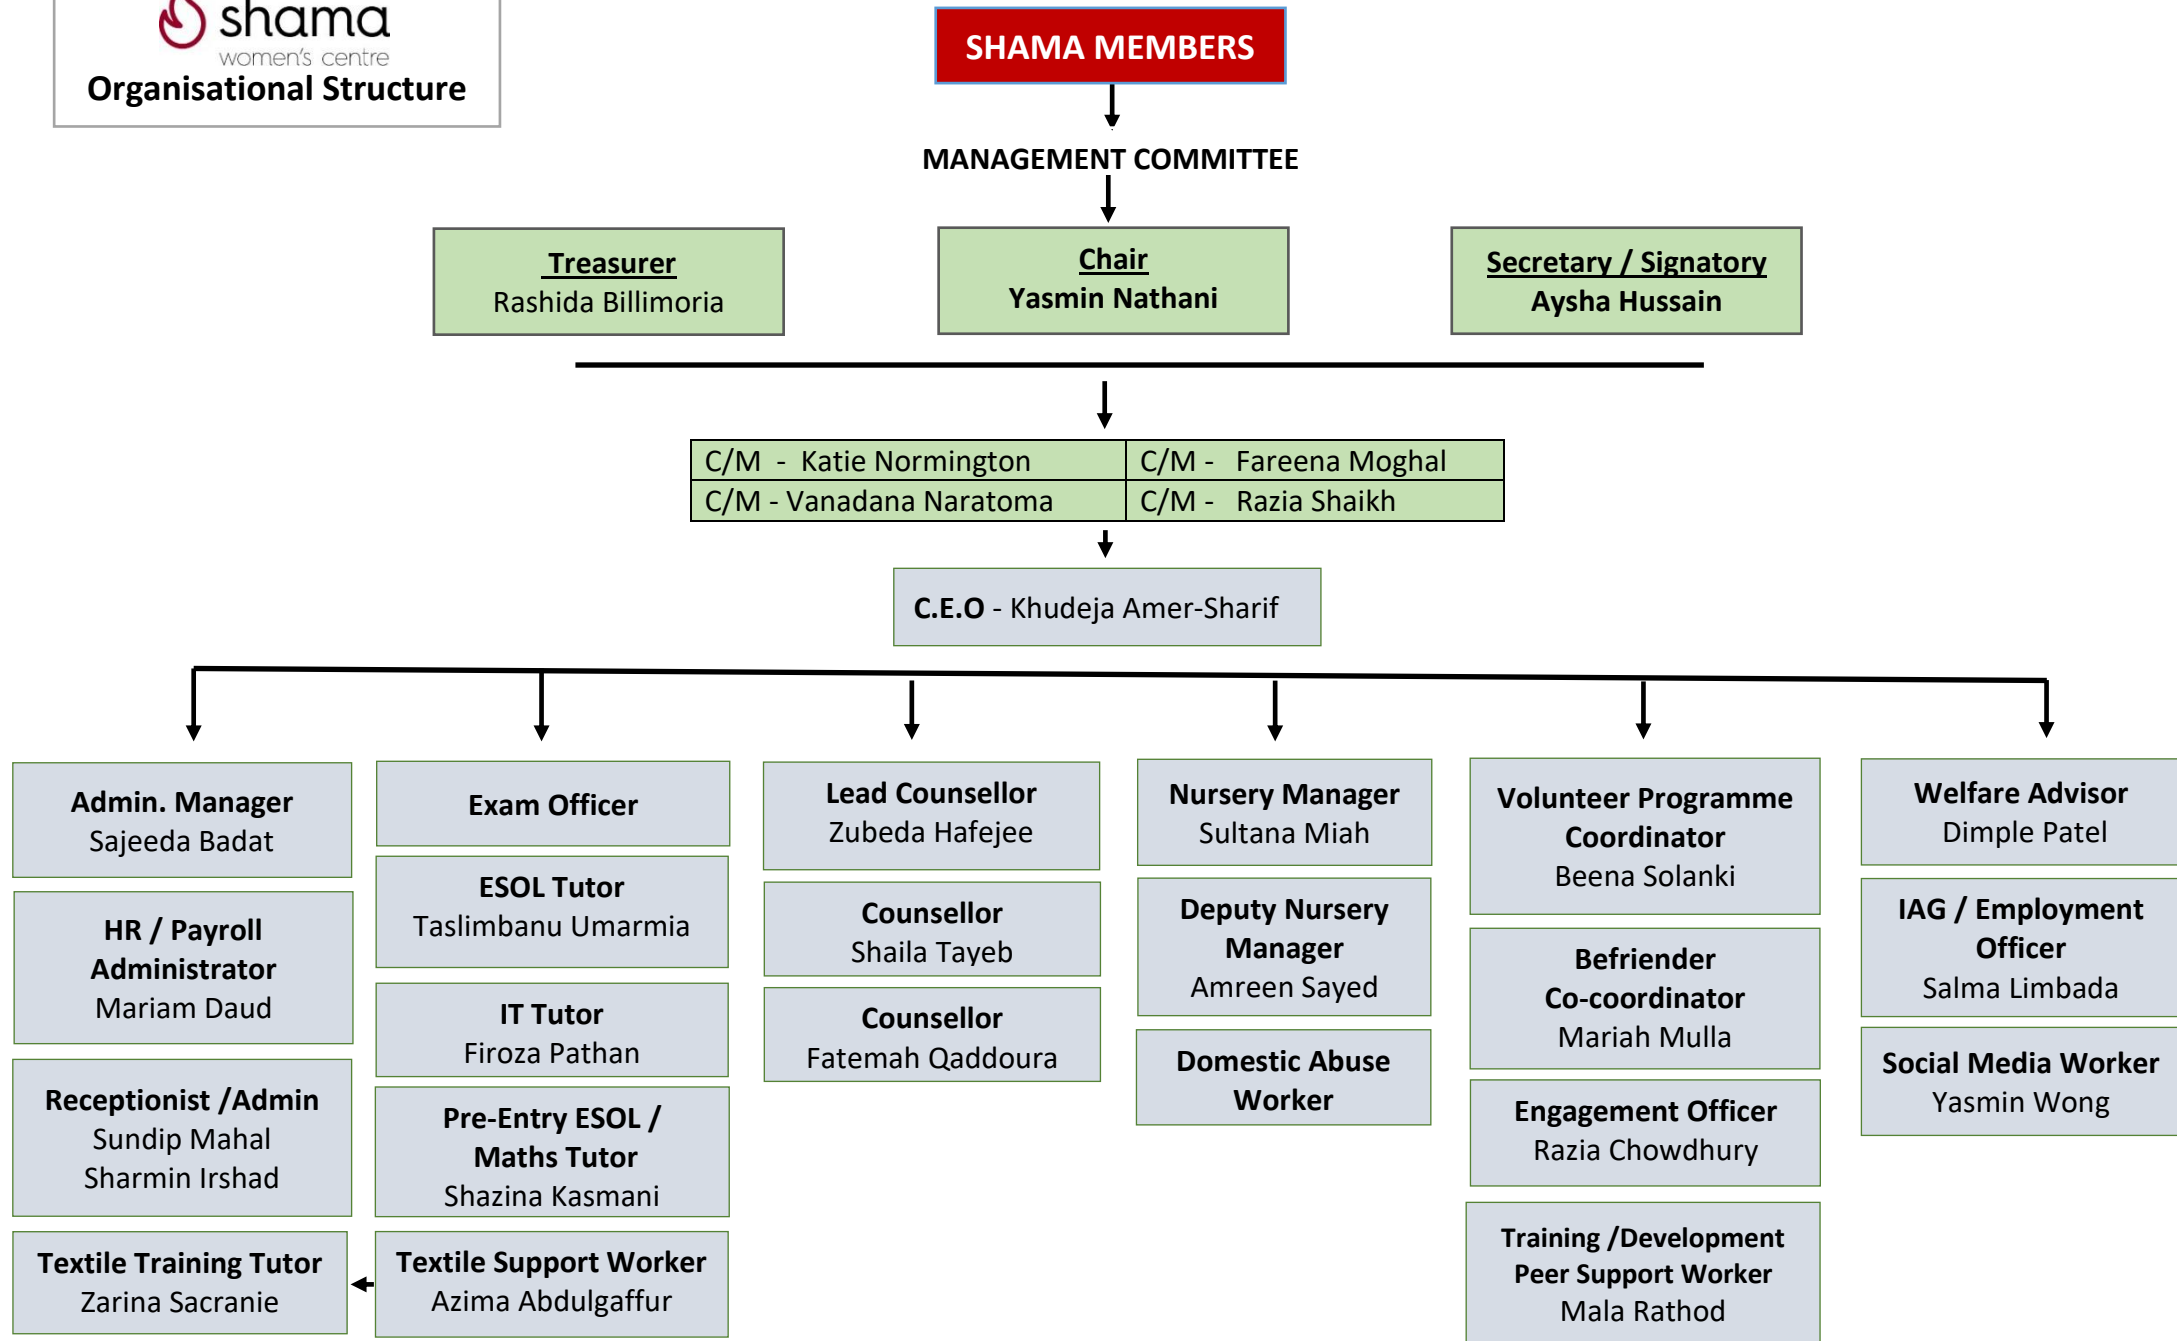 shama
women's centre
Organisational Structure
SHAMA MEMBERS
MANAGEMENT COMMITTEE
Treasurer
Rashida Billimoria
Chair
Yasmin Nathani
Secretary / Signatory
Aysha Hussain
C/M - Katie Normington
C/M - Fareena Moghal
C/M - Vanadana Naratoma
C/M - Razia Shaikh
C.E.O - Khudeja Amer-Sharif
Admin. Manager
Sajeeda Badat
HR / Payroll
Administrator
Mariam Daud
Receptionist /Admin
Sundip Mahal
Sharmin Irshad
Textile Training Tutor
Zarina Sacranie
Exam Officer
ESOL Tutor
Taslimbanu Umarmia
IT Tutor
Firoza Pathan
Pre-Entry ESOL /
Maths Tutor
Shazina Kasmani
Textile Support Worker
Azima Abdulgaffur
Lead Counsellor
Zubeda Hafejee
Counsellor
Shaila Tayeb
Counsellor
Fatemah Qaddoura
Nursery Manager
Sultana Miah
Deputy Nursery
Manager
Amreen Sayed
Domestic Abuse
Worker
Volunteer Programme
Coordinator
Beena Solanki
Befriender
Co-coordinator
Mariah Mulla
Engagement Officer
Razia Chowdhury
Training /Development
Peer Support Worker
Mala Rathod
Welfare Advisor
Dimple Patel
IAG / Employment
Officer
Salma Limbada
Social Media Worker
Yasmin Wong